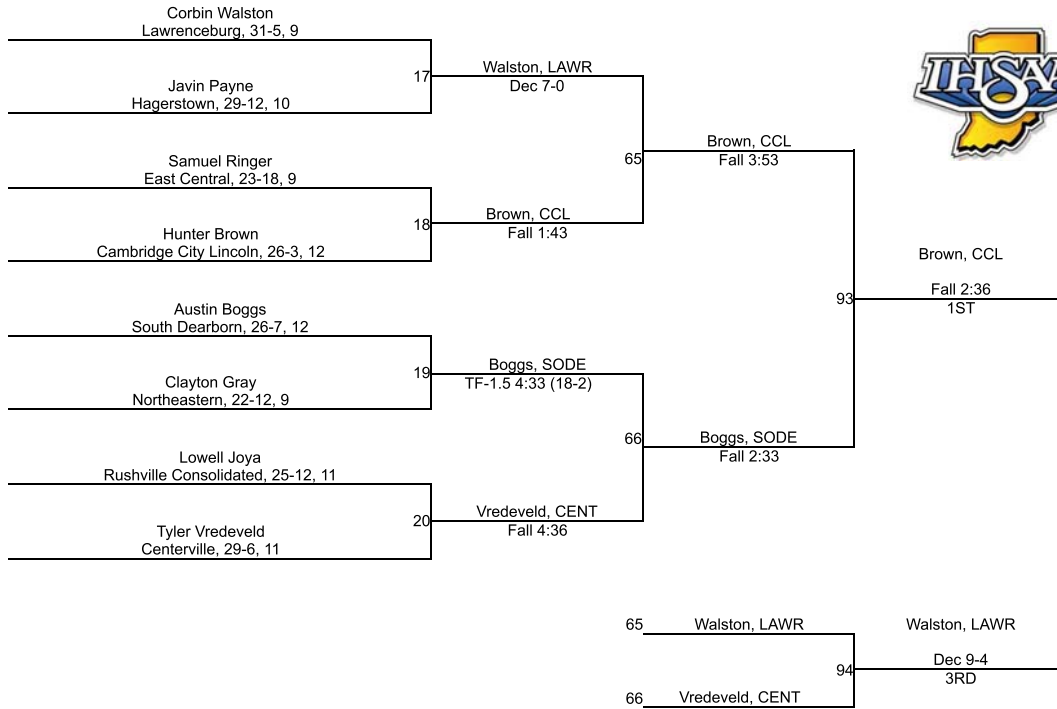 Corbin Walston
Lawrenceburg, 31-5, 9
17
Walston, LAWR
Dec 7-0
Javin Payne
Hagerstown, 29-12, 10
IHSAA
65
Brown, CCL
Fall 3:53
Samuel Ringer
East Central, 23-18, 9
18
Brown, CCL
Fall 1:43
Hunter Brown
Cambridge City Lincoln, 26-3, 12
93
Brown, CCL
Fall 2:36
1ST
Austin Boggs
South Dearborn, 26-7, 12
19
Boggs, SODE
TF-1.5 4:33 (18-2)
Clayton Gray
Northeastern, 22-12, 9
66
Boggs, SODE
Fall 2:33
Lowell Joya
Rushville Consolidated, 25-12, 11
20
Vredeveld, CENT
Fall 4:36
Tyler Vredeveld
Centerville, 29-6, 11
65
Walston, LAWR
94
Walston, LAWR
Dec 9-4
3RD
66
Vredeveld, CENT